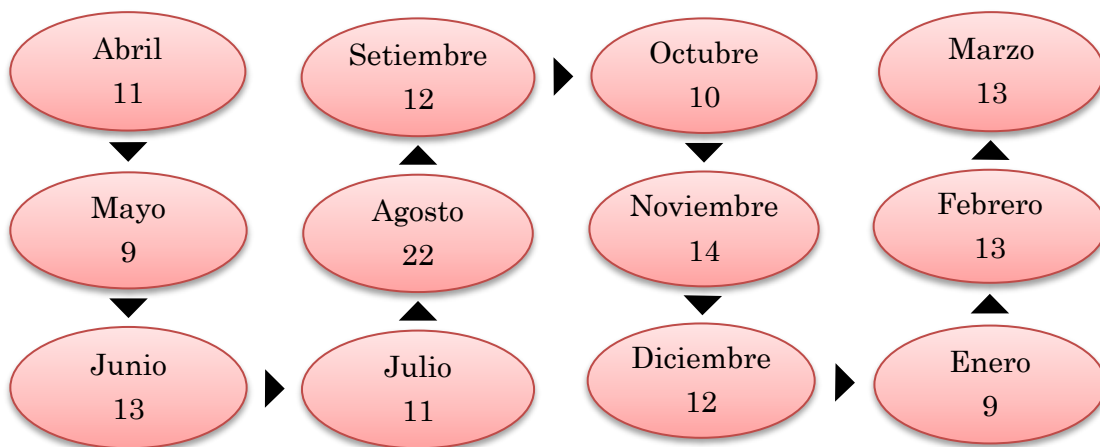 Abril
11
Mayo
9
Junio
13
Julio
11
Agosto
22
Setiembre
12
Octubre
10
Noviembre
14
Diciembre
12
Enero
9
Febrero
13
Marzo
13